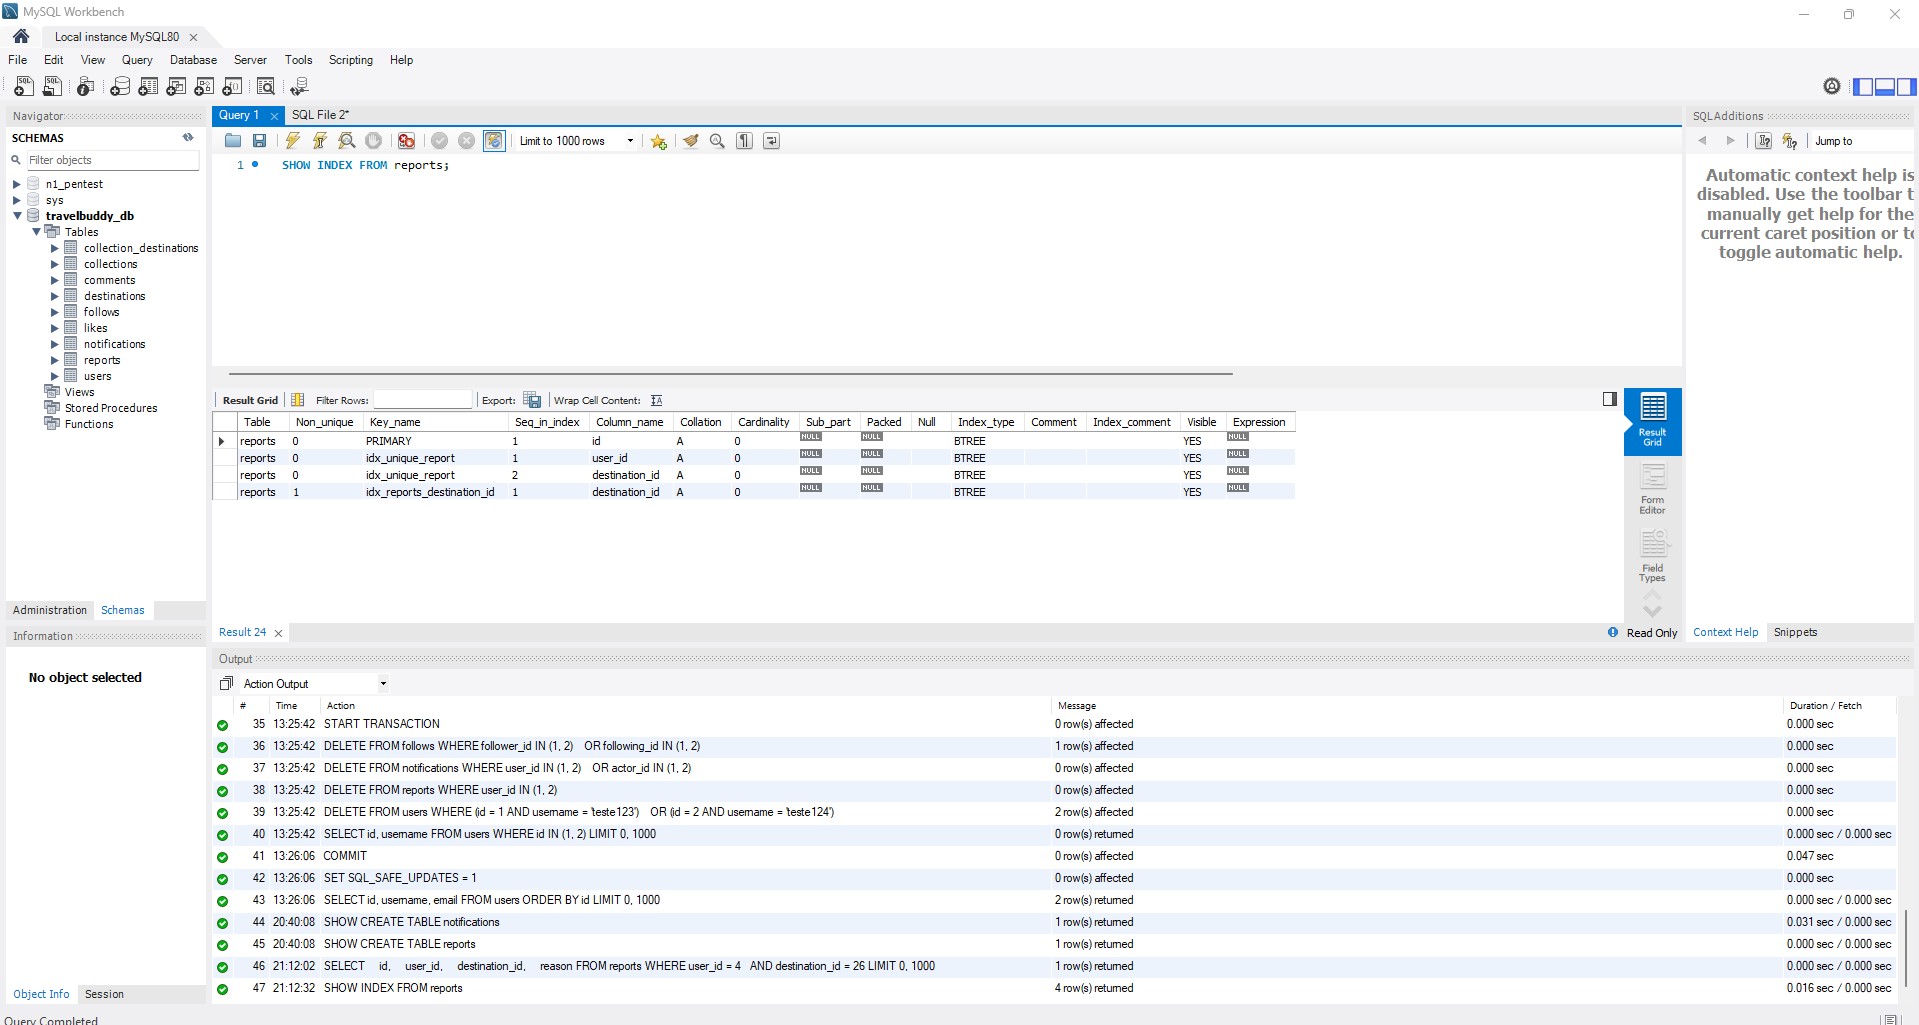 MySQL Workbench
Local instance MySQL80
File Edit View Query Database Server Tools Scripting Help
Navigator
SCHEMAS
Filter objects
n1_pentest
sys
travelbuddy_db
Tables
collection_destinations
collections
comments
destinations
follows
likes
notifications
reports
users
Views
Stored Procedures
Functions
Administration Schemas
Information
No object selected
Object Info Session
Query 1 SQL File 2*
Limit to 1000 rows
1 SHOW INDEX FROM reports;
Result Grid Filter Rows: Export: Wrap Cell Content:
Table Non_unique Key_name Seq_in_index Column_name Collation Cardinality Sub_part Packed Null Index_type Comment Index_comment Visible Expression
reports 0 PRIMARY 1 id A 0 NULL NULL BTREE YES NULL
reports 0 idx_unique_report 1 user_id A 0 NULL NULL BTREE YES NULL
reports 0 idx_unique_report 2 destination_id A 0 NULL NULL BTREE YES NULL
reports 1 idx_reports_destination_id 1 destination_id A 0 NULL NULL BTREE YES NULL
Result
Grid
Form
Editor
Field
Types
Result 24
Read Only
SQLAdditions
Jump to
Automatic context help is
disabled. Use the toolbar t
manually get help for the
current caret position or to
toggle automatic help.
Context Help Snippets
Output
Action Output
# Time Action Message Duration / Fetch
35 13:25:42 START TRANSACTION 0 row(s) affected 0.000 sec
36 13:25:42 DELETE FROM follows WHERE follower_id IN (1, 2) OR following_id IN (1, 2) 1 row(s) affected 0.000 sec
37 13:25:42 DELETE FROM notifications WHERE user_id IN (1, 2) OR actor_id IN (1, 2) 0 row(s) affected 0.000 sec
38 13:25:42 DELETE FROM reports WHERE user_id IN (1, 2) 0 row(s) affected 0.000 sec
39 13:25:42 DELETE FROM users WHERE (id = 1 AND username = 'teste123') OR (id = 2 AND username = 'teste124') 2 row(s) affected 0.000 sec
40 13:25:42 SELECT id, username FROM users WHERE id IN (1, 2) LIMIT 0, 1000 0 row(s) returned 0.000 sec / 0.000 sec
41 13:26:06 COMMIT 0 row(s) affected 0.047 sec
42 13:26:06 SET SQL_SAFE_UPDATES = 1 0 row(s) affected 0.000 sec
43 13:26:06 SELECT id, username, email FROM users ORDER BY id LIMIT 0, 1000 2 row(s) returned 0.000 sec / 0.000 sec
44 20:40:08 SHOW CREATE TABLE notifications 1 row(s) returned 0.031 sec / 0.000 sec
45 20:40:08 SHOW CREATE TABLE reports 1 row(s) returned 0.000 sec / 0.000 sec
46 21:12:02 SELECT id, user_id, destination_id, reason FROM reports WHERE user_id = 4 AND destination_id = 26 LIMIT 0, 1000 1 row(s) returned 0.000 sec / 0.000 sec
47 21:12:32 SHOW INDEX FROM reports 4 row(s) returned 0.016 sec / 0.000 sec
Query Completed